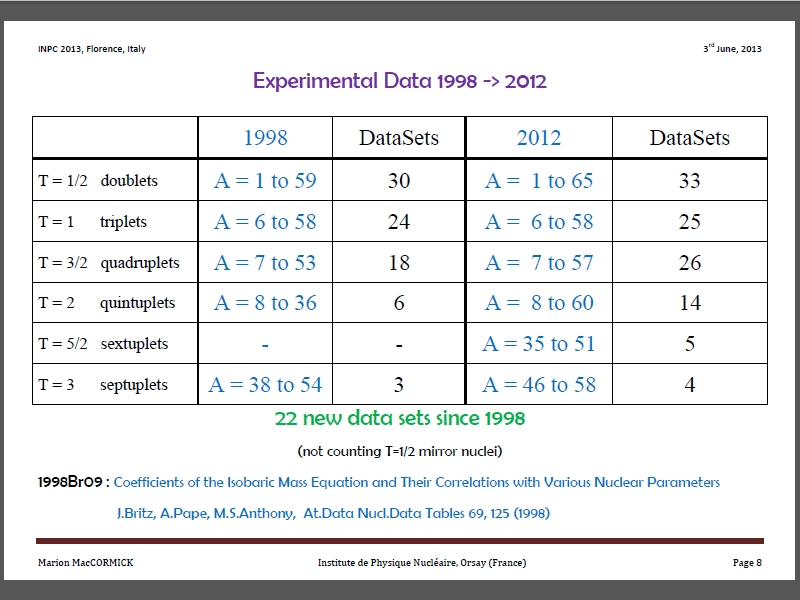 INPC 2013, Florence, Italy 3rd June, 2013
Experimental Data 1998 -> 2012
1998 DataSets 2012 DataSets
T = 1/2 doublets A = 1 to 59 30 A = 1 to 65 33
T = 1 triplets A = 6 to 58 24 A = 6 to 58 25
T = 3/2 quadruplets A = 7 to 53 18 A = 7 to 57 26
T = 2 quintuplets A = 8 to 36 6 A = 8 to 60 14
T = 5/2 sextuplets - - A = 35 to 51 5
T = 3 septuplets A = 38 to 54 3 A = 46 to 58 4
22 new data sets since 1998
(not counting T=1/2 mirror nuclei)
1998Br09 : Coefficients of the Isobaric Mass Equation and Their Correlations with Various Nuclear Parameters
J.Britz, A.Pape, M.S.Anthony, At.Data Nucl.Data Tables 69, 125 (1998)
Marion MacCORMICK Institute de Physique Nucléaire, Orsay (France) Page 8